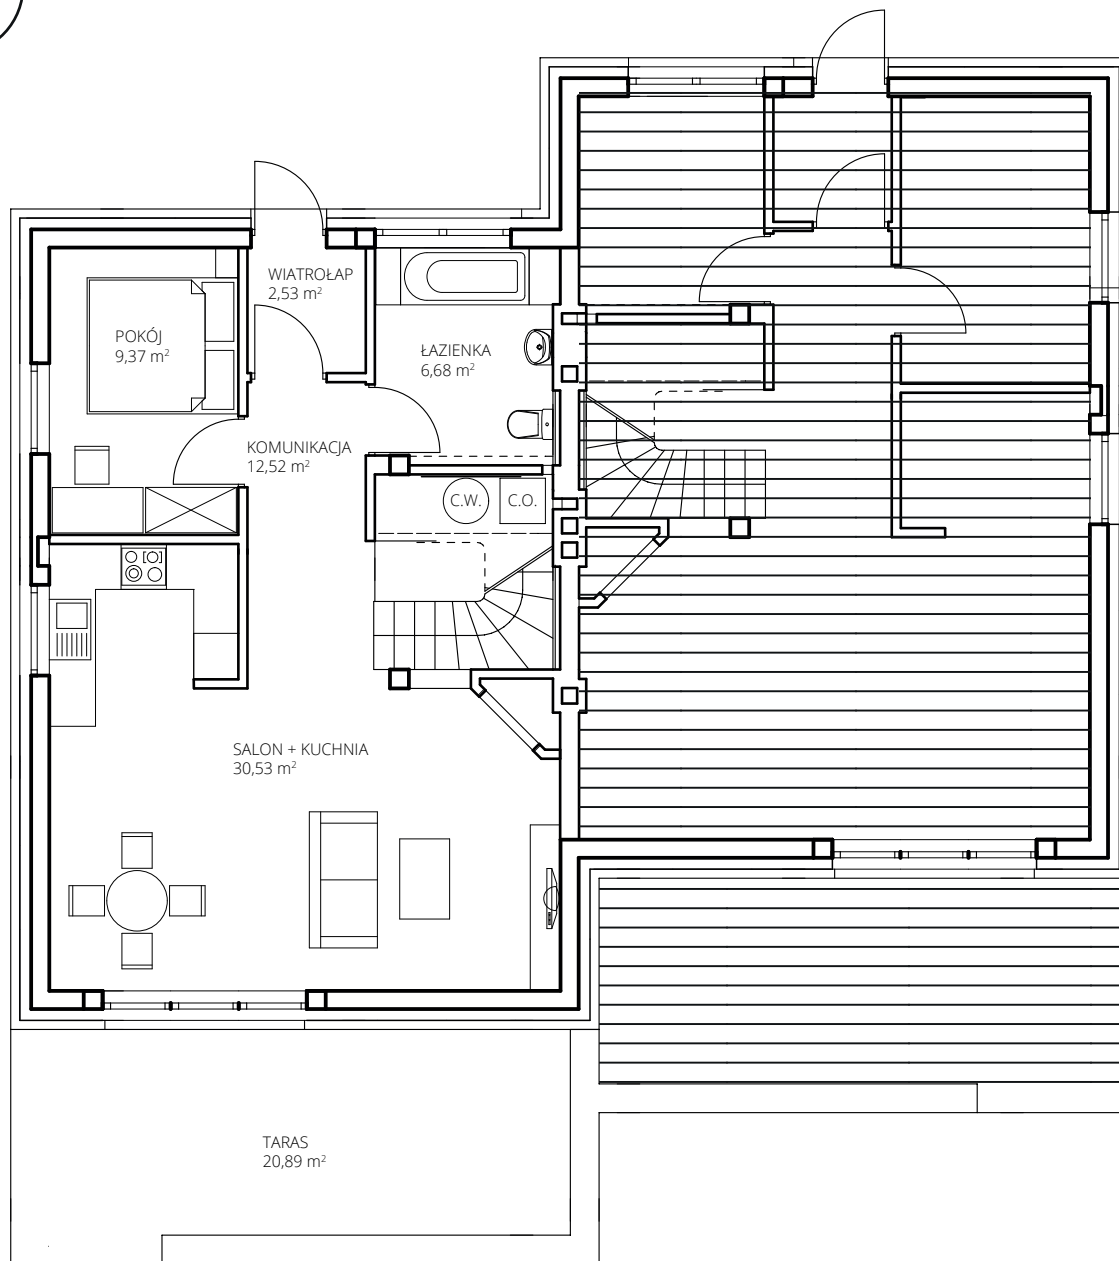 WIATROŁAP
2,53 m²
POKÓJ
9,37 m²
ŁAZIENKA
6,68 m²
KOMUNIKACJA
12,52 m²
C.W.
C.O.
SALON + KUCHNIA
30,53 m²
TARAS
20,89 m²